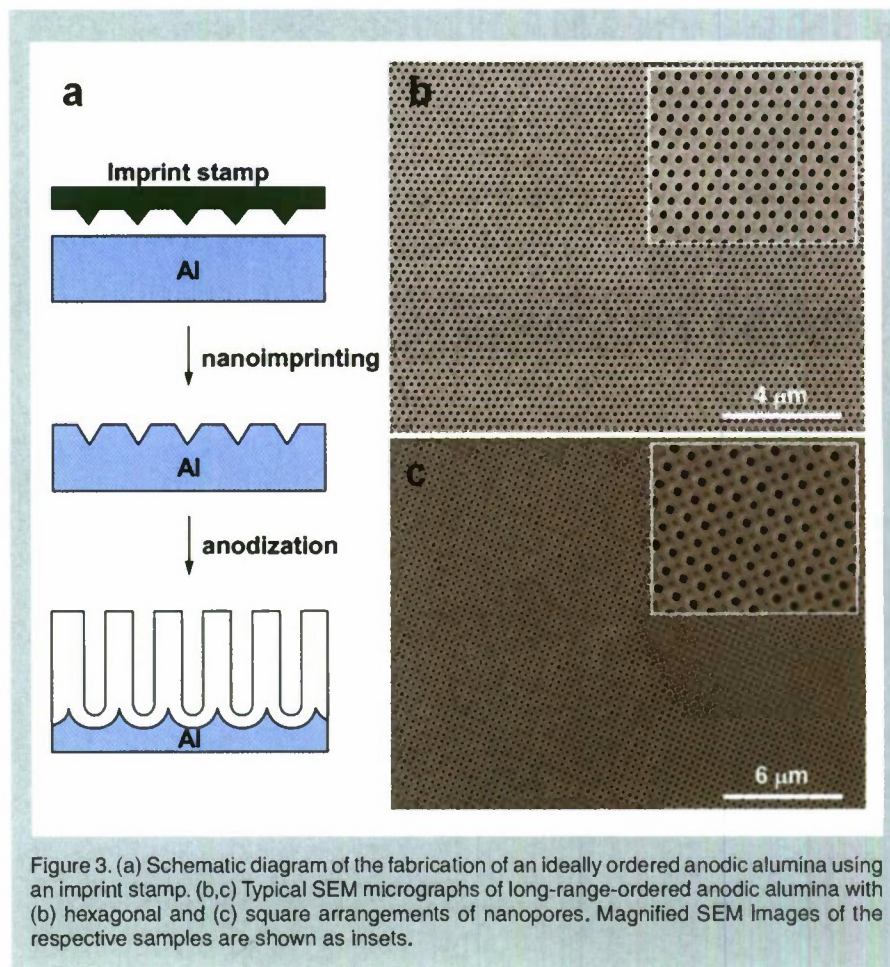 a
Imprint stamp
Al
nanoimprinting
Al
anodization
Al
b
4 μm
c
6 μm
Figure 3. (a) Schematic diagram of the fabrication of an ideally ordered anodic alumina using
an imprint stamp. (b,c) Typical SEM micrographs of long-range-ordered anodic alumina with
(b) hexagonal and (c) square arrangements of nanopores. Magnified SEM images of the
respective samples are shown as insets.